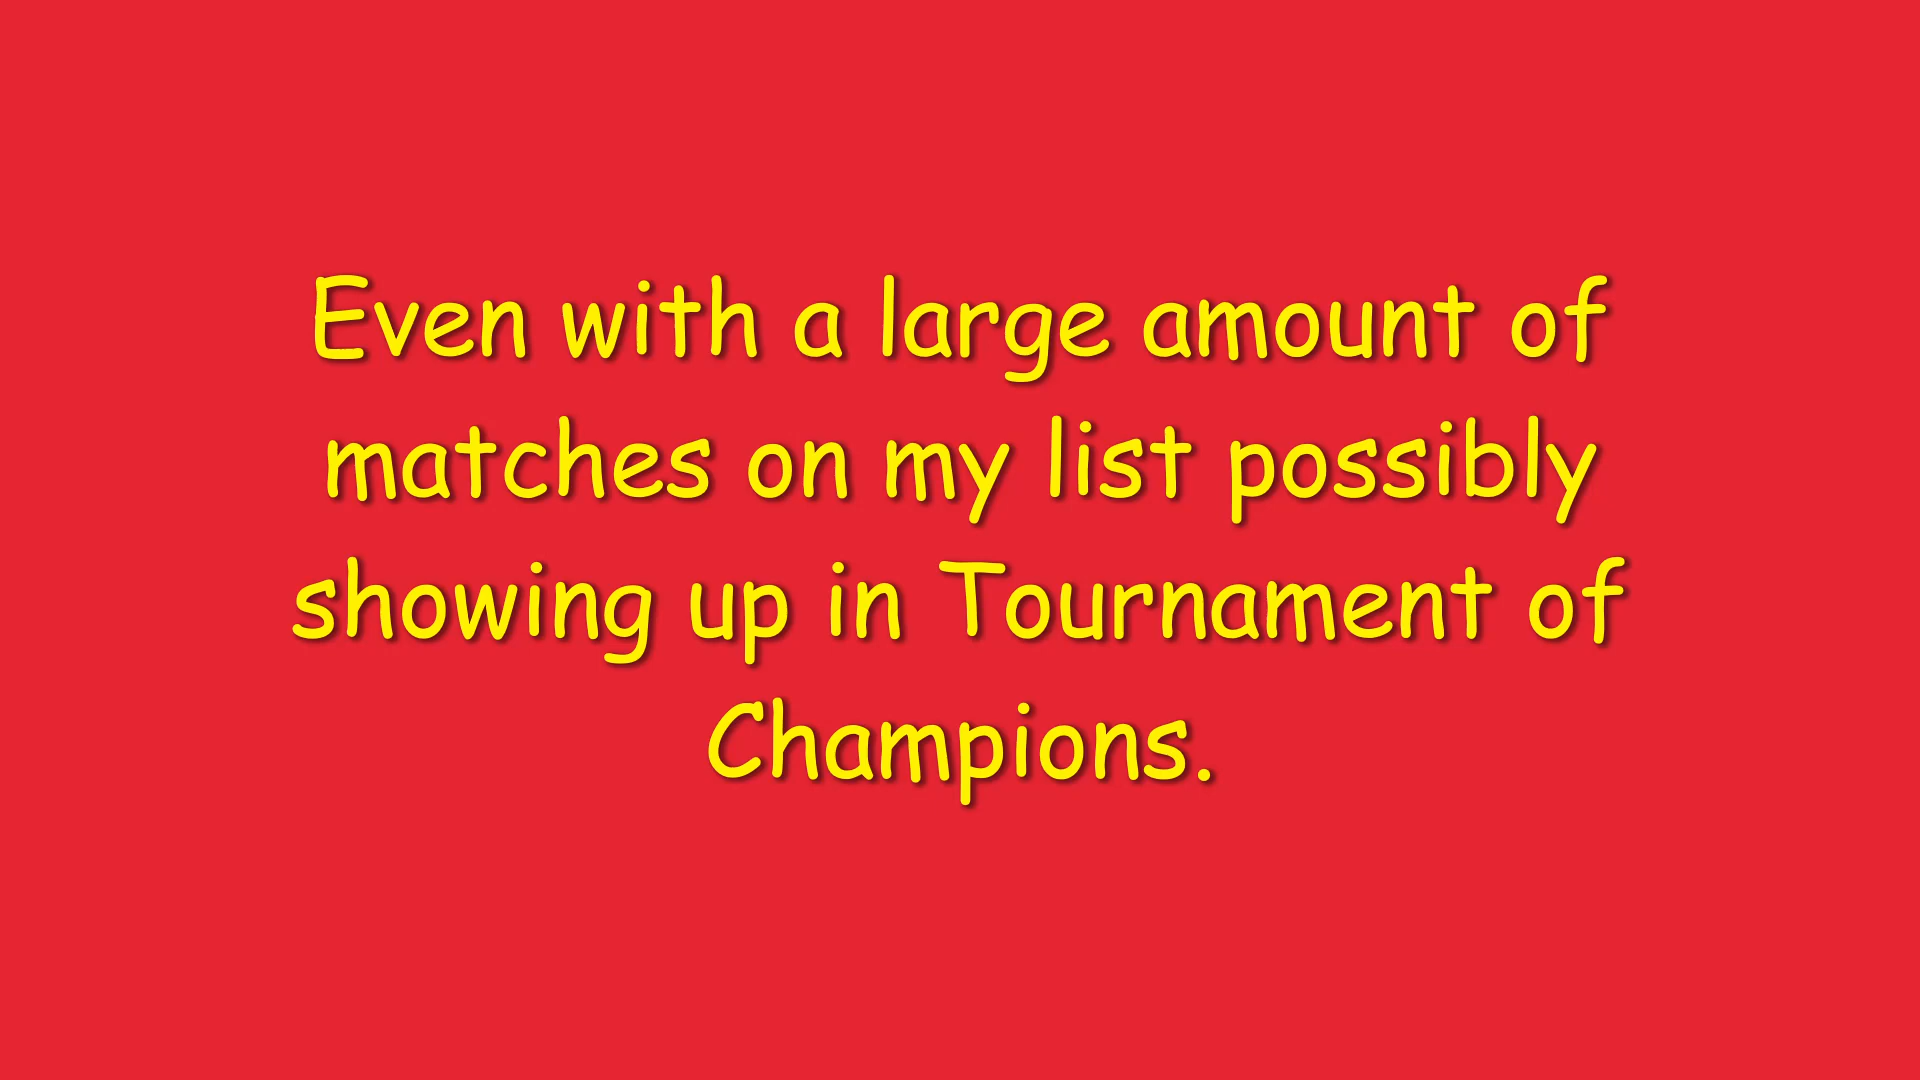 Even with a large amount of
matches on my list possibly
showing up in Tournament of
Champions.